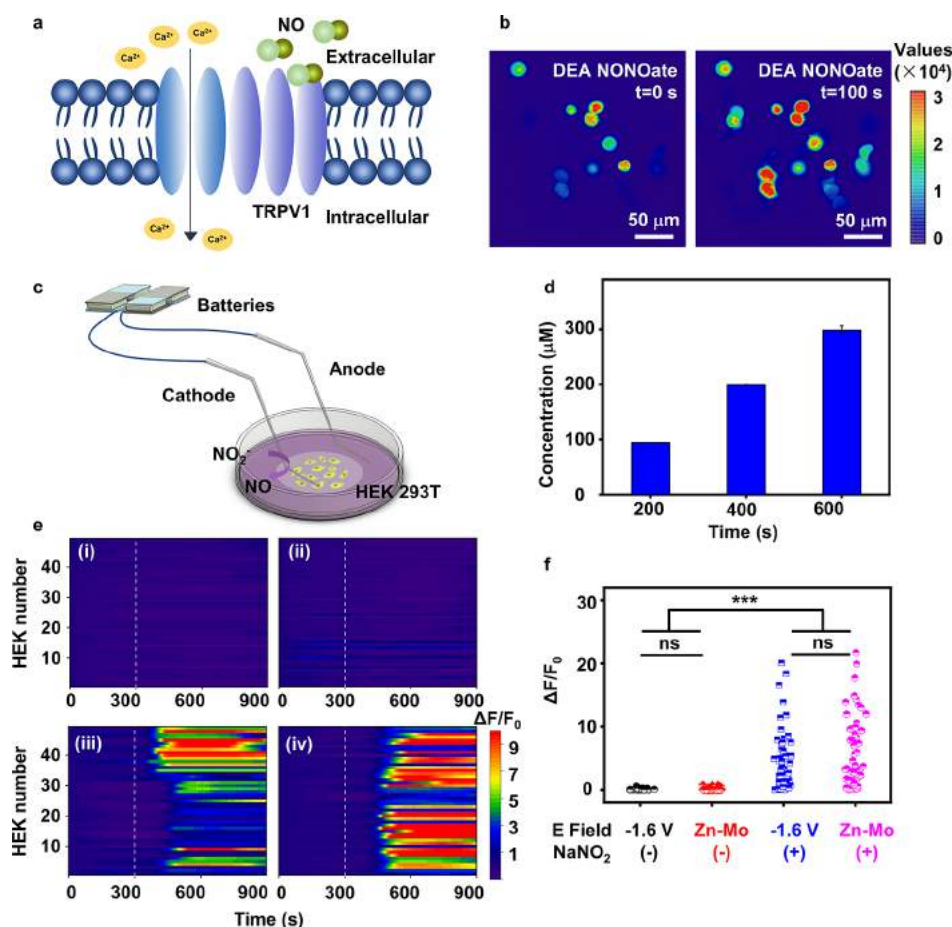 a
Ca²⁺
Ca²⁺
Ca²⁺
Ca²⁺
NO
Extracellular
TRPV1
Intracellular
Ca²⁺
Ca²⁺
b
DEA NONOate
t=0 s
50 μm
DEA NONOate
t=100 s
50 μm
Values
(×10⁴)
3
2
1
0
c
Batteries
Anode
Cathode
NO₂⁻
NO
HEK 293T
d
Concentration (μM)
300
200
100
0
200 400 600
Time (s)
e
HEK number
(i)
40
30
20
10
0 300 600 900
(ii)
0 300 600 900
HEK number
(iii)
40
30
20
10
0 300 600 900
(iv)
0 300 600 900
ΔF/F₀
9
7
5
3
1
Time (s)
f
ΔF/F₀
30
20
10
0
***
ns
ns
E Field -1.6 V Zn-Mo -1.6 V Zn-Mo
NaNO₂ (-) (-) (+) (+)